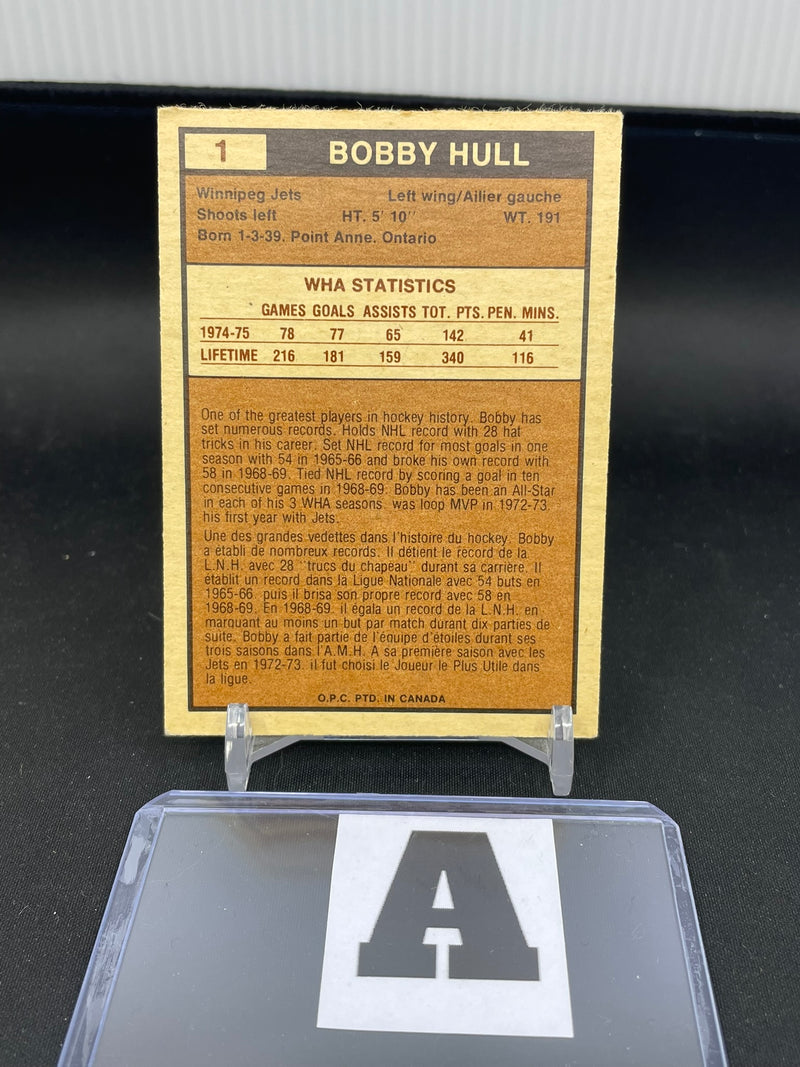 1 BOBBY HULL
Winnipeg Jets Left wing/Ailier gauche
Shoots left HT. 5' 10" WT. 191
Born 1-3-39. Point Anne. Ontario
WHA STATISTICS
GAMES GOALS ASSISTS TOT. PTS. PEN. MINS.
1974-75 78 77 65 142 41
LIFETIME 216 181 159 340 116
One of the greatest players in hockey history. Bobby has
set numerous records. Holds NHL record with 28 hat
tricks in his career. Set NHL record for most goals in one
season with 54 in 1965-66 and broke his own record with
58 in 1968-69. Tied NHL record by scoring a goal in ten
consecutive games in 1968-69. Bobby has been an All-Star
in each of his 3 WHA seasons. was loop MVP in 1972-73,
his first year with Jets.
Une des grandes vedettes dans l'histoire du hockey. Bobby
a établi de nombreux records. Il détient le record de la
L.N.H. avec 28 "trucs du chapeau" durant sa carrière. Il
établit un record dans la Ligue Nationale avec 54 buts en
1965-66 puis il brisa son propre record avec 58 en
1968-69. En 1968-69. il égala un record de la L.N.H. en
marquant au moins un but par match durant dix parties de
suite. Bobby a fait partie de l'équipe d'étoiles durant ses
trois saisons dans l'A.M.H. A sa première saison avec les
Jets en 1972-73. il fut choisi le Joueur le Plus Utile dans
la ligue.
O.P.C. PTD. IN CANADA
A